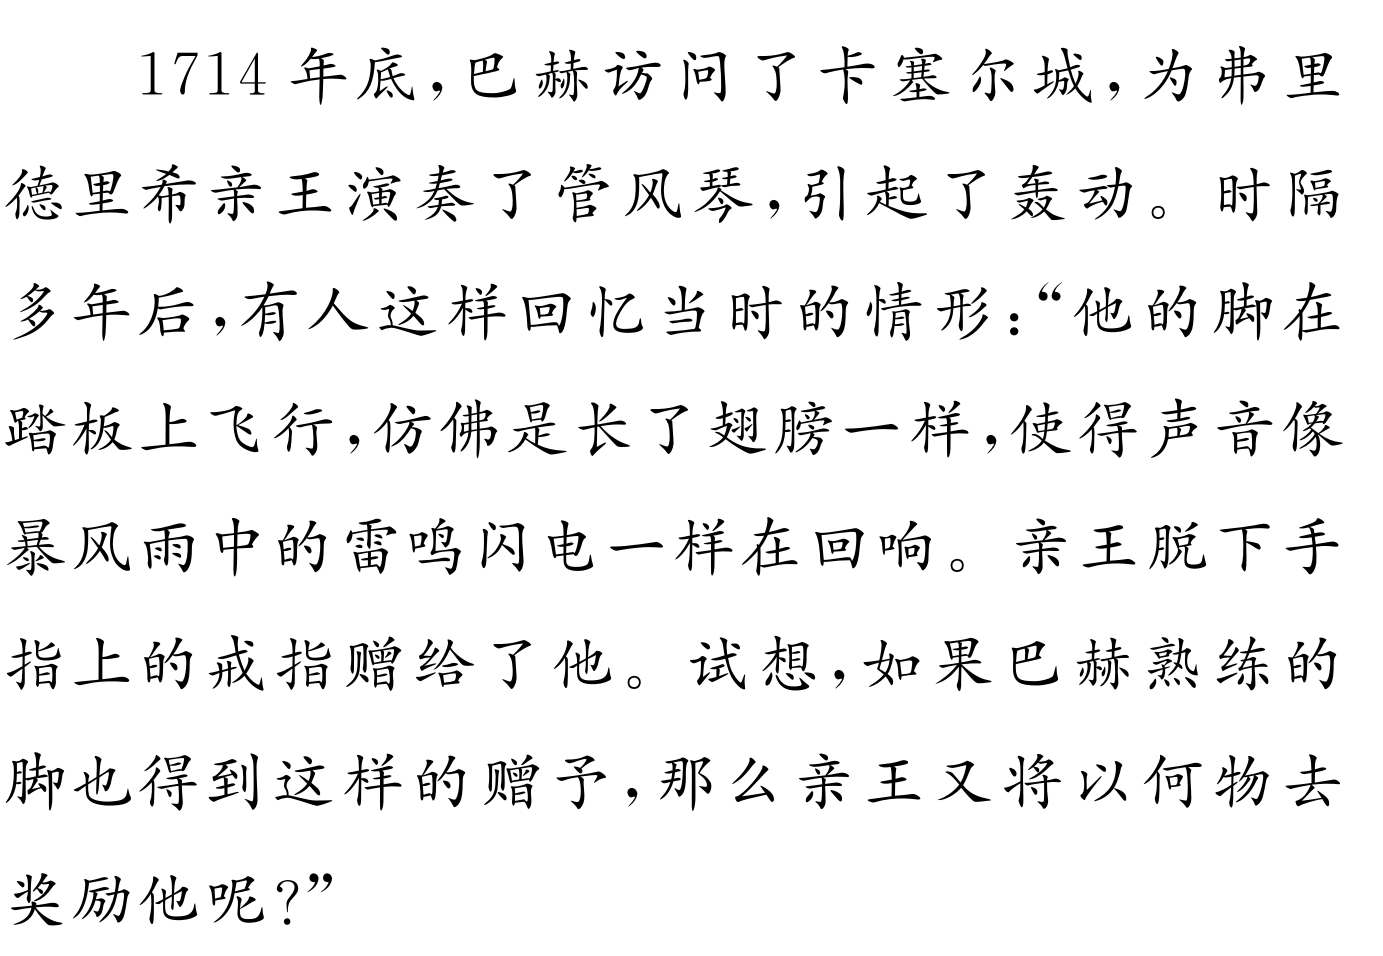 1714 年底,巴赫访问了卡塞尔城,为弗里
德里希亲王演奏了管风琴,引起了轰动。时隔
多年后,有人这样回忆当时的情形:“他的脚在
踏板上飞行,仿佛是长了翅膀一样,使得声音像
暴风雨中的雷鸣闪电一样在回响。亲王脱下手
指上的戒指赠给了他。试想,如果巴赫熟练的
脚也得到这样的赠予,那么亲王又将以何物去
奖励他呢?”